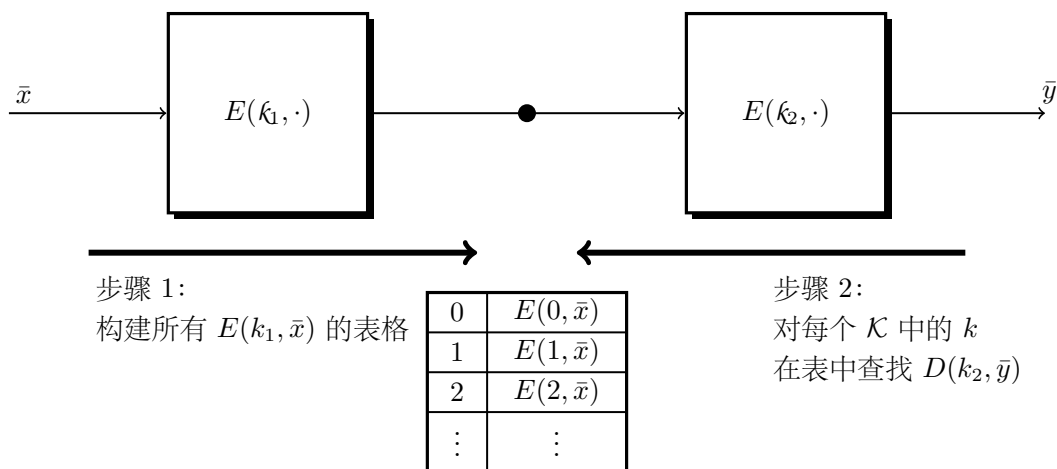 x̄
E(k₁, ·)
E(k₂, ·)
ȳ
步骤 1:
构建所有 E(k₁, x̄) 的表格
0 E(0, x̄)
1 E(1, x̄)
2 E(2, x̄)
⋮ ⋮
步骤 2:
对每个 𝒦 中的 k
在表中查找 D(k₂, ȳ)